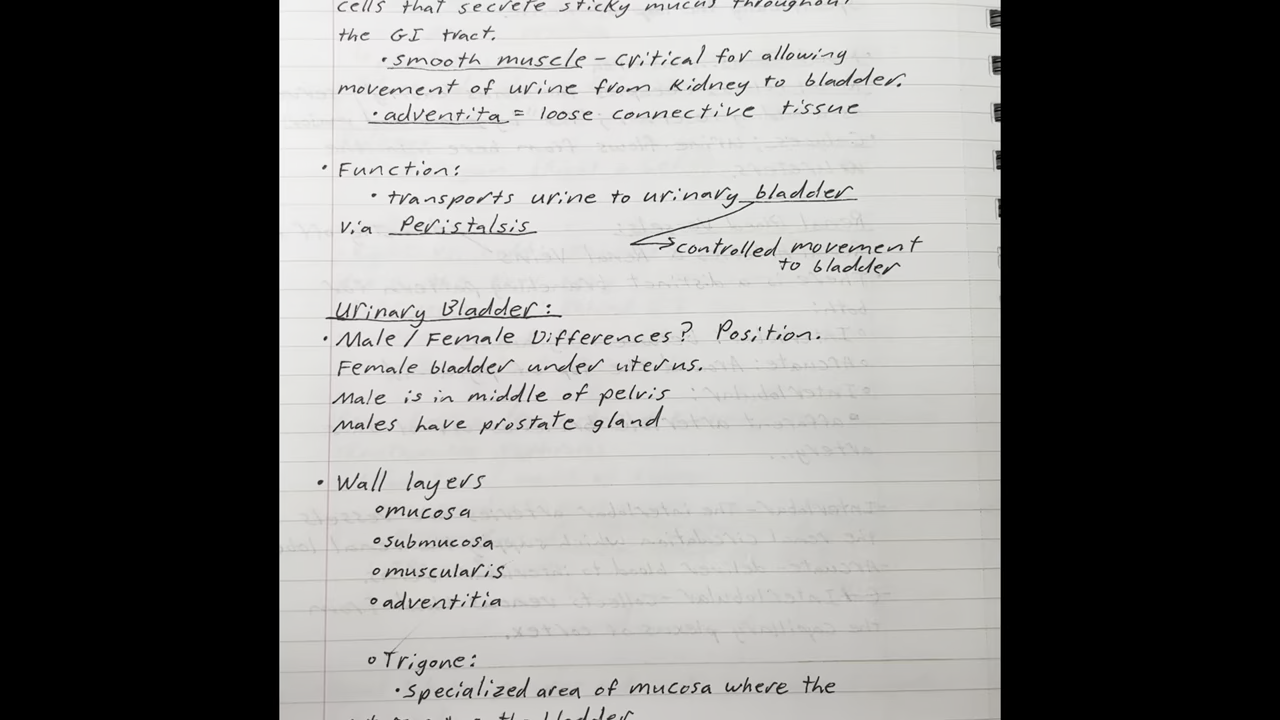 cells that secrete sticky mucus throughout
the GI tract.
• smooth muscle – critical for allowing
movement of urine from kidney to bladder.
• adventita = loose connective tissue
• Function:
• transports urine to urinary bladder
via Peristalsis
controlled movement
to bladder
Urinary Bladder:
• Male / Female Differences? Position.
Female bladder under uterus.
Male is in middle of pelvis
Males have prostate gland
• Wall layers
° mucosa
° submucosa
° muscularis
° adventitia
° Trigone:
• specialized area of mucosa where the
the bladder